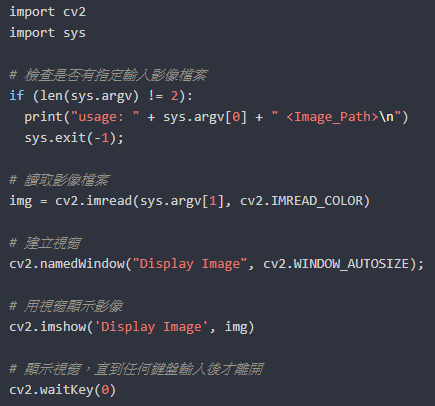 import cv2
import sys
# 檢查是否有指定輸入影像檔案
if (len(sys.argv) != 2):
  print("usage: " + sys.argv[0] + " <Image_Path>\n")
  sys.exit(-1);
# 讀取影像檔案
img = cv2.imread(sys.argv[1], cv2.IMREAD_COLOR)
# 建立視窗
cv2.namedWindow("Display Image", cv2.WINDOW_AUTOSIZE);
# 用視窗顯示影像
cv2.imshow('Display Image', img)
# 顯示視窗，直到任何鍵盤輸入後才離開
cv2.waitKey(0)